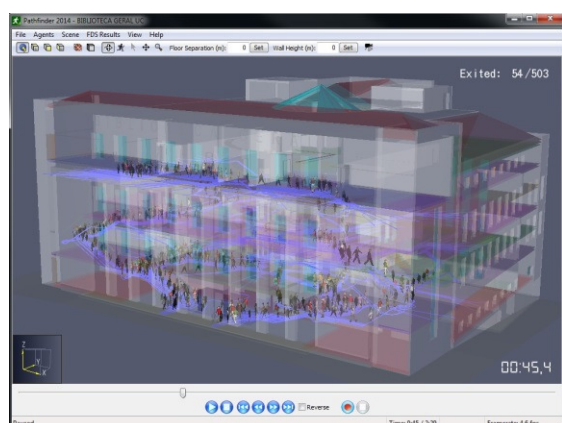 Pathfinder 2014 - BIBLIOTECA GERAL UC
File Agents Scene FDS Results View Help
Floor Separation (m): 0 Set Wall Height (m): 0 Set
Exited: 54/503
Z
Y
X
00:45,4
Reverse
Paused